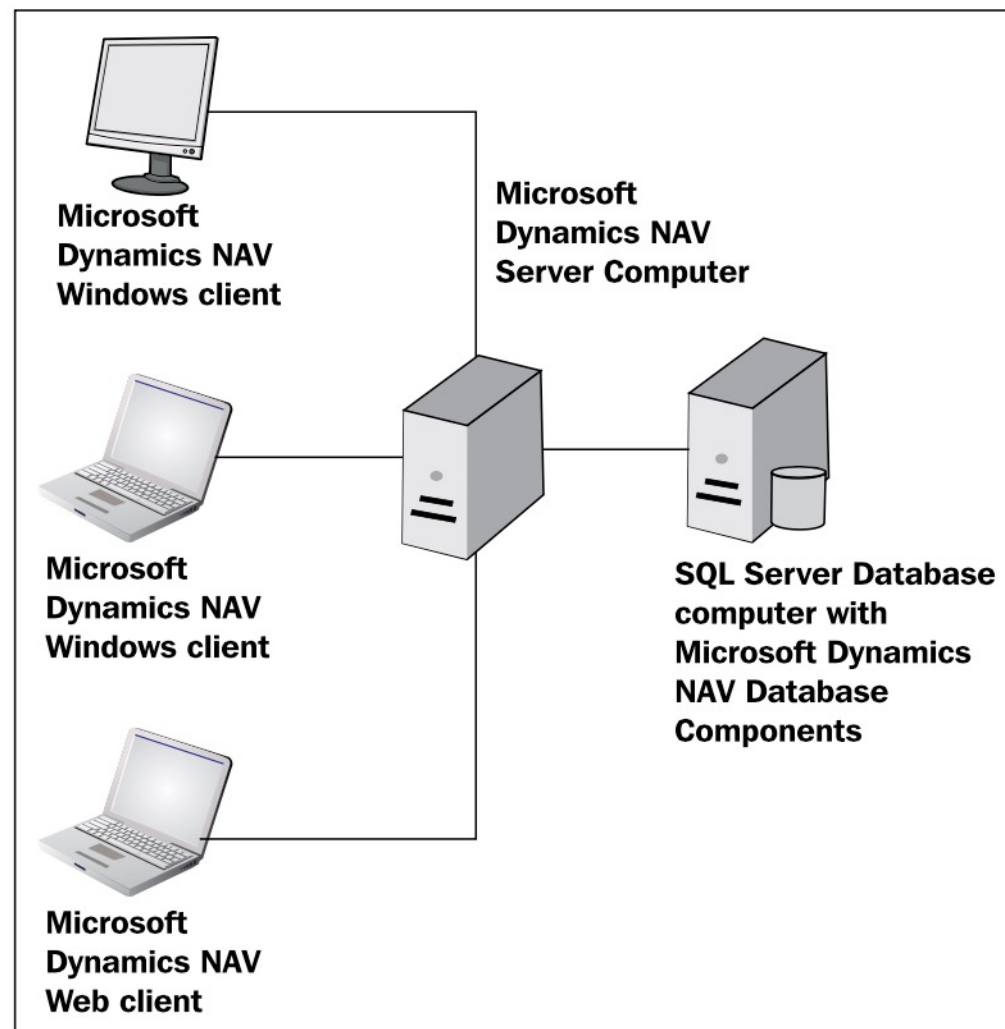 Microsoft
Dynamics NAV
Windows client
Microsoft
Dynamics NAV
Server Computer
Microsoft
Dynamics NAV
Windows client
SQL Server Database
computer with
Microsoft Dynamics
NAV Database
Components
Microsoft
Dynamics NAV
Web client